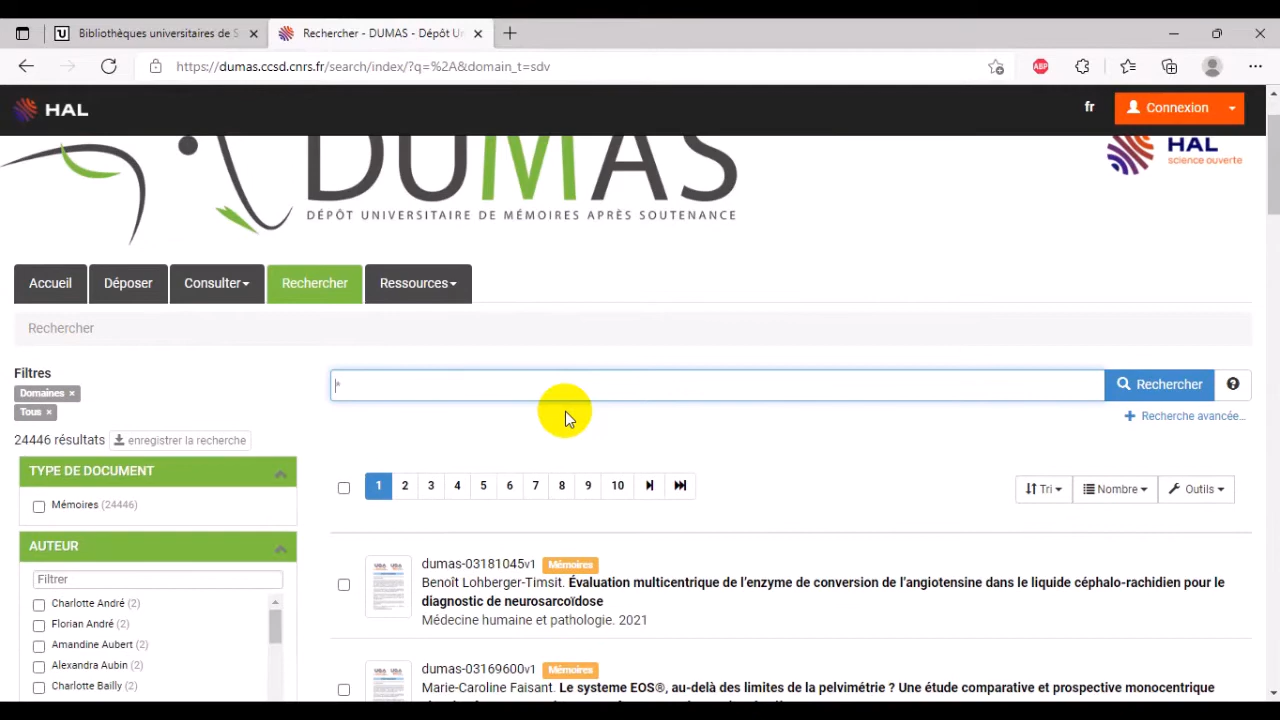 Bibliothèques universitaires de S
Rechercher - DUMAS - Dépôt Un
https://dumas.ccsd.cnrs.fr/search/index/?q=%2A&domain_t=sdv
ABP
HAL
fr
Connexion
DUMAS
DÉPÔT UNIVERSITAIRE DE MÉMOIRES APRÈS SOUTENANCE
HAL
science ouverte
Accueil
Déposer
Consulter
Rechercher
Ressources
Rechercher
Filtres
Domaines ×
Tous ×
24446 résultats
enregistrer la recherche
*
Rechercher
Recherche avancée...
TYPE DE DOCUMENT
Mémoires (24446)
AUTEUR
Filtrer
Charlotte André (2)
Florian André (2)
Amandine Aubert (2)
Alexandra Aubin (2)
Charlotte Bailly (2)
1 2 3 4 5 6 7 8 9 10
Tri
Nombre
Outils
dumas-03181045v1 Mémoires
Benoît Lohberger-Timsit. Évaluation multicentrique de l'enzyme de conversion de l'angiotensine dans le liquide céphalo-rachidien pour le
diagnostic de neurosarcoïdose
Médecine humaine et pathologie. 2021
dumas-03169600v1 Mémoires
Marie-Caroline Faisant. Le systeme EOS®, au-delà des limites de la pelvimétrie ? Une étude comparative et prospective monocentrique